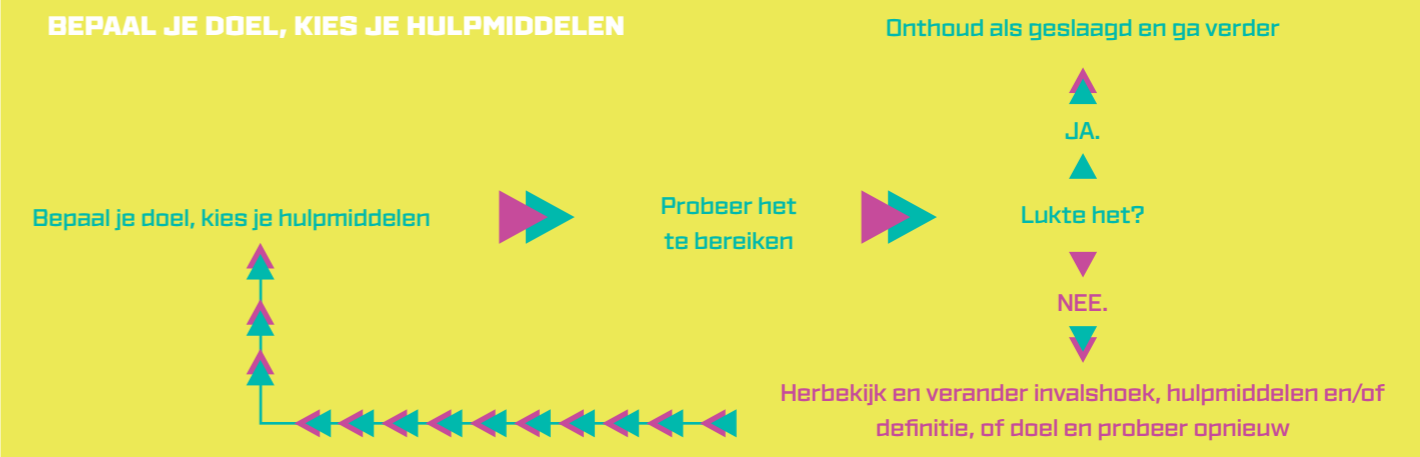 BEPAAL JE DOEL, KIES JE HULPMIDDELEN
Onthoud als geslaagd en ga verder
JA.
Bepaal je doel, kies je hulpmiddelen
Probeer het
te bereiken
Lukte het?
NEE.
Herbekijk en verander invalshoek, hulpmiddelen en/of
definitie, of doel en probeer opnieuw